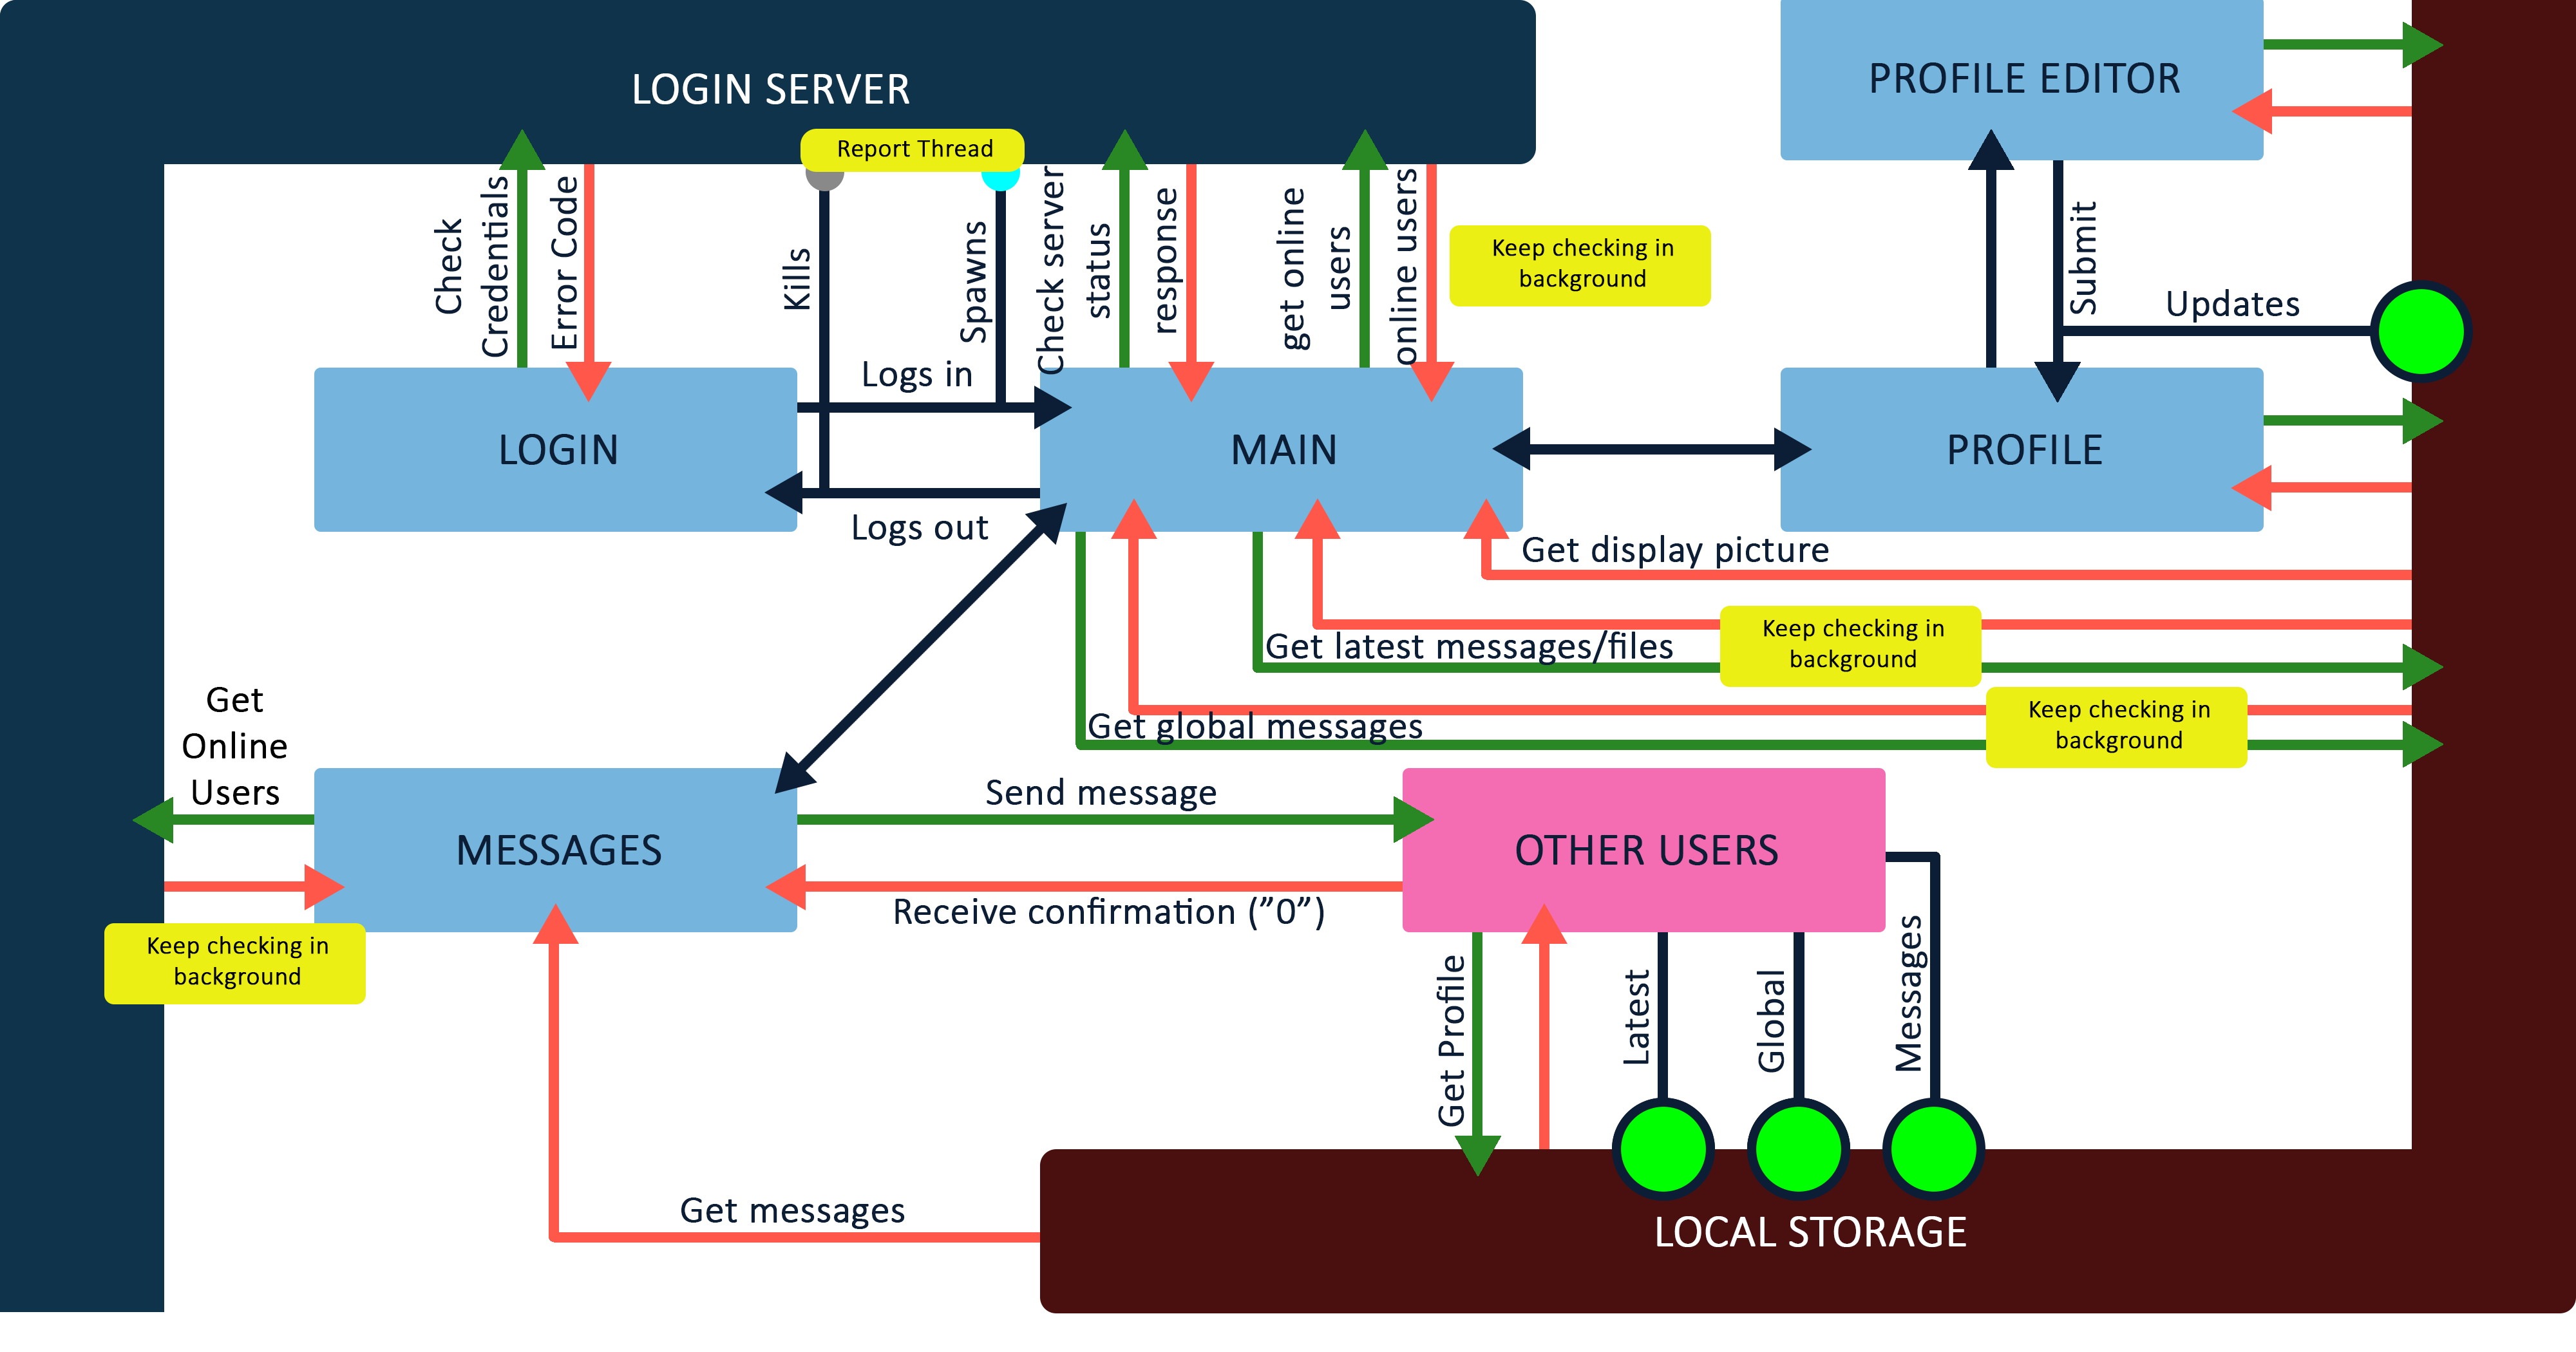 LOGIN SERVER
PROFILE EDITOR
Report Thread
Check
Credentials
Error Code
Kills
Spawns
Check server
status
response
get online
users
online users
Keep checking in
background
Submit
Updates
Logs in
LOGIN
MAIN
PROFILE
Logs out
Get display picture
Get latest messages/files
Keep checking in
background
Get global messages
Keep checking in
background
Get
Online
Users
Send message
MESSAGES
OTHER USERS
Receive confirmation (”0”)
Keep checking in
background
Get Profile
Latest
Global
Messages
Get messages
LOCAL STORAGE